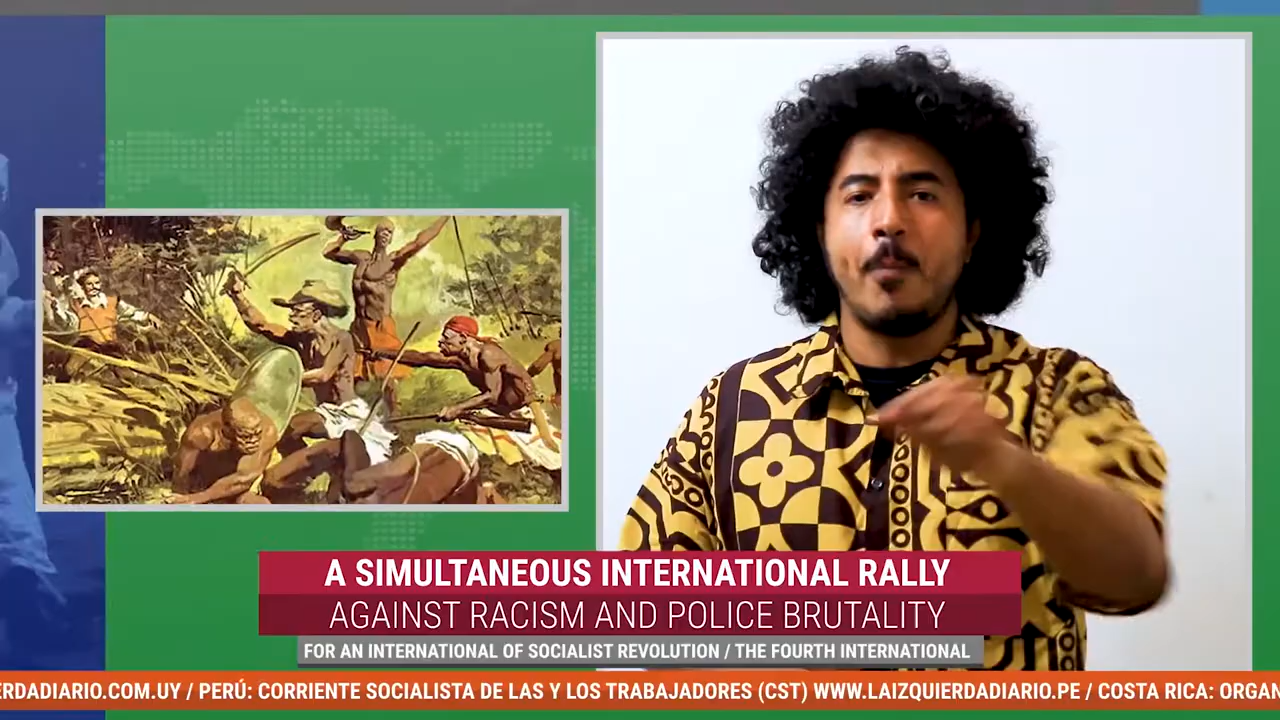 A SIMULTANEOUS INTERNATIONAL RALLY
AGAINST RACISM AND POLICE BRUTALITY
FOR AN INTERNATIONAL OF SOCIALIST REVOLUTION / THE FOURTH INTERNATIONAL
ERDADIARIO.COM.UY / PERÚ: CORRIENTE SOCIALISTA DE LAS Y LOS TRABAJADORES (CST) WWW.LAIZQUIERDADIARIO.PE / COSTA RICA: ORGAN